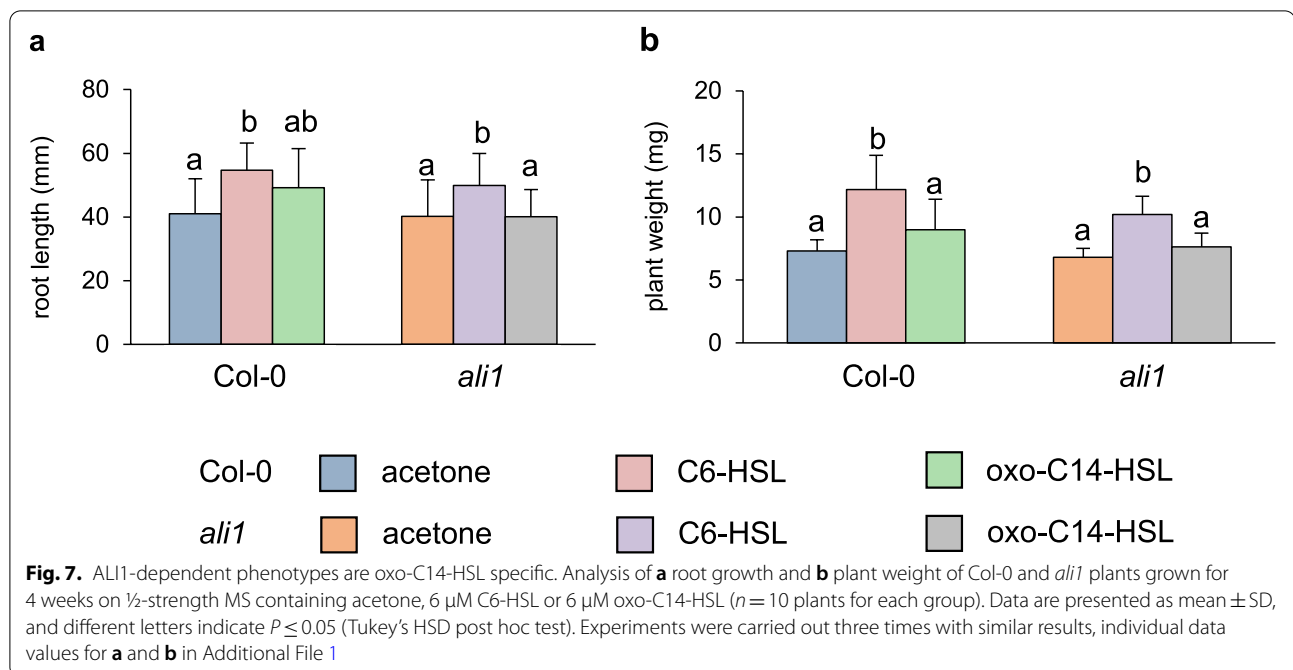 a
b
80
60
40
20
0
root length (mm)
a
b
ab
a
b
a
Col-0
ali1
20
15
10
5
0
plant weight (mg)
a
b
a
a
b
a
Col-0
ali1
Col-0 acetone C6-HSL oxo-C14-HSL
ali1 acetone C6-HSL oxo-C14-HSL
Fig. 7. ALI1-dependent phenotypes are oxo-C14-HSL specific. Analysis of a root growth and b plant weight of Col-0 and ali1 plants grown for
4 weeks on ½-strength MS containing acetone, 6 µM C6-HSL or 6 µM oxo-C14-HSL (n = 10 plants for each group). Data are presented as mean ± SD,
and different letters indicate P ≤ 0.05 (Tukey's HSD post hoc test). Experiments were carried out three times with similar results, individual data
values for a and b in Additional File 1